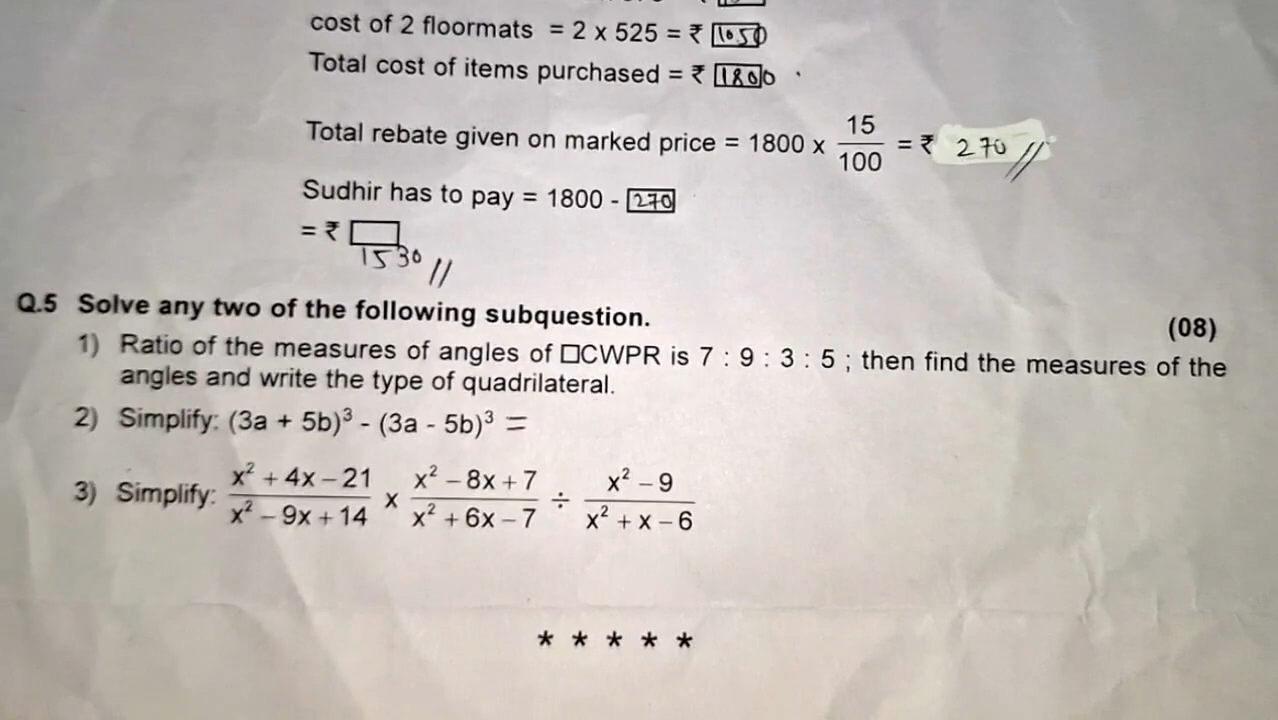 cost of 2 floormats = 2 x 525 = ₹ 1050
Total cost of items purchased = ₹ 1800
Total rebate given on marked price = 1800 x 15/100 = ₹ 270 //
Sudhir has to pay = 1800 - 270
= ₹ □
1530 //
Q.5 Solve any two of the following subquestion. (08)
1) Ratio of the measures of angles of □CWPR is 7 : 9 : 3 : 5 ; then find the measures of the
angles and write the type of quadrilateral.
2) Simplify: (3a + 5b)³ - (3a - 5b)³ =
3) Simplify: (x² + 4x – 21)/(x² – 9x + 14) x (x² – 8x + 7)/(x² + 6x – 7) ÷ (x² – 9)/(x² + x – 6)
* * * * *